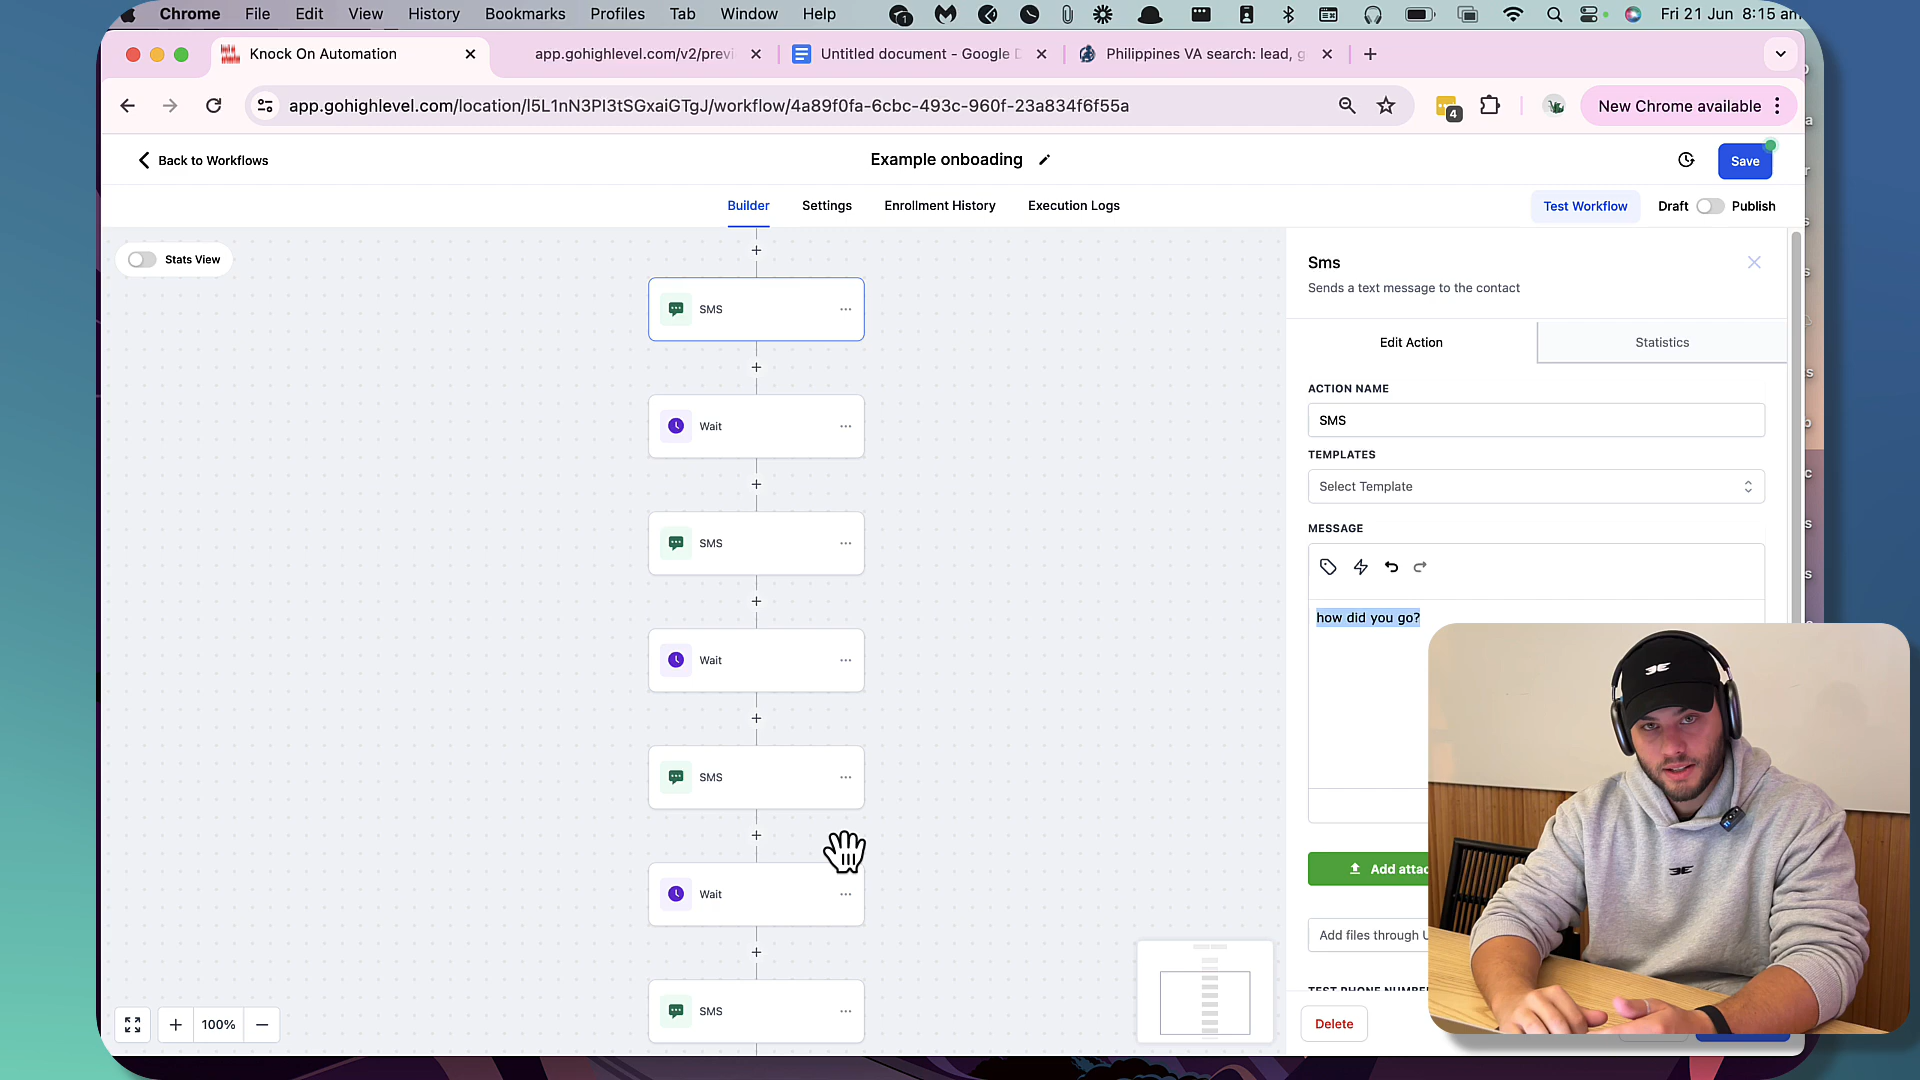 Chrome File Edit View History Bookmarks Profiles Tab Window Help
1
Fri 21 Jun 8:15 am
Knock On Automation
app.gohighlevel.com/v2/previ
Untitled document - Google D
Philippines VA search: lead, g
app.gohighlevel.com/location/l5L1nN3PI3tSGxaiGTgJ/workflow/4a89f0fa-6cbc-493c-960f-23a834f6f55a
4
New Chrome available
Back to Workflows
Example onboading
Save
Builder
Settings
Enrollment History
Execution Logs
Test Workflow
Draft
Publish
Stats View
SMS
Wait
SMS
Wait
SMS
Wait
SMS
100%
Sms
Sends a text message to the contact
Edit Action
Statistics
ACTION NAME
SMS
TEMPLATES
Select Template
MESSAGE
how did you go?
Add attac
Add files through U
TEST PHONE NUMBE
Delete